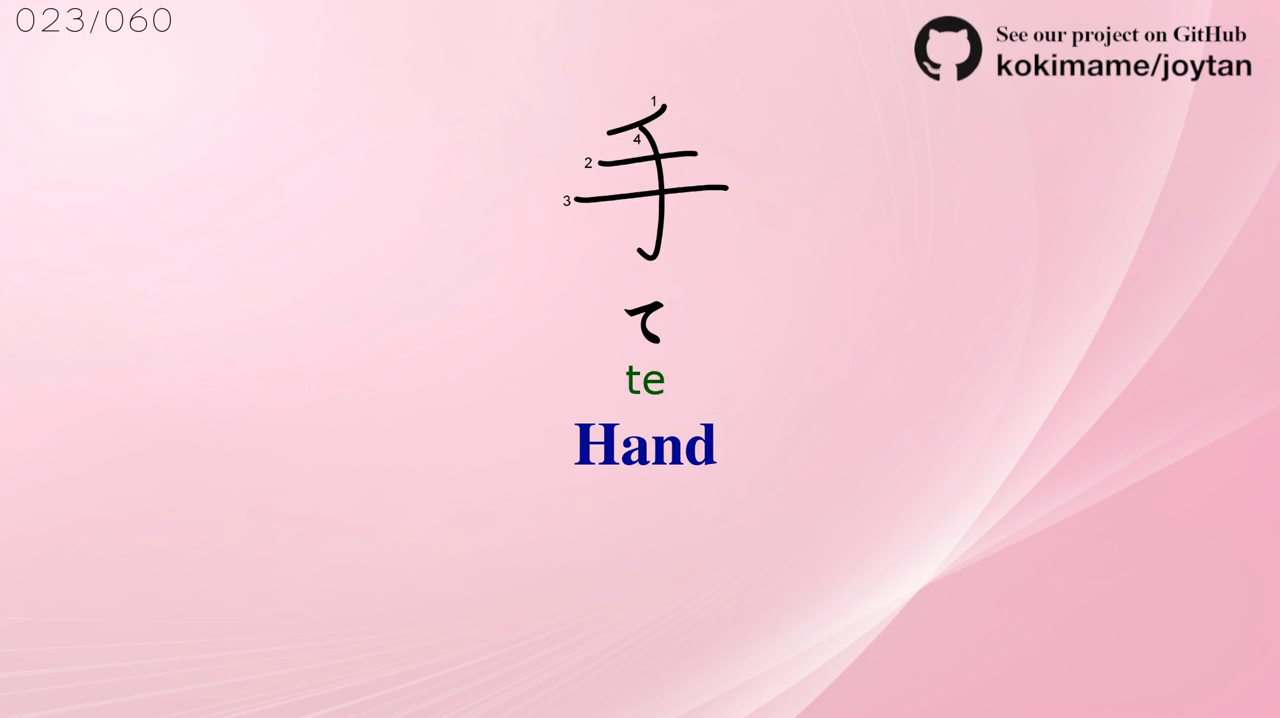 023/060
See our project on GitHub
kokimame/joytan
1
4
2
3
手
て
te
Hand